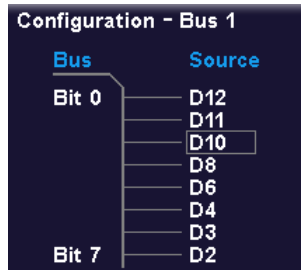 Configuration - Bus 1
Bus Source
Bit 0 D12
D11
D10
D8
D6
D4
D3
Bit 7 D2